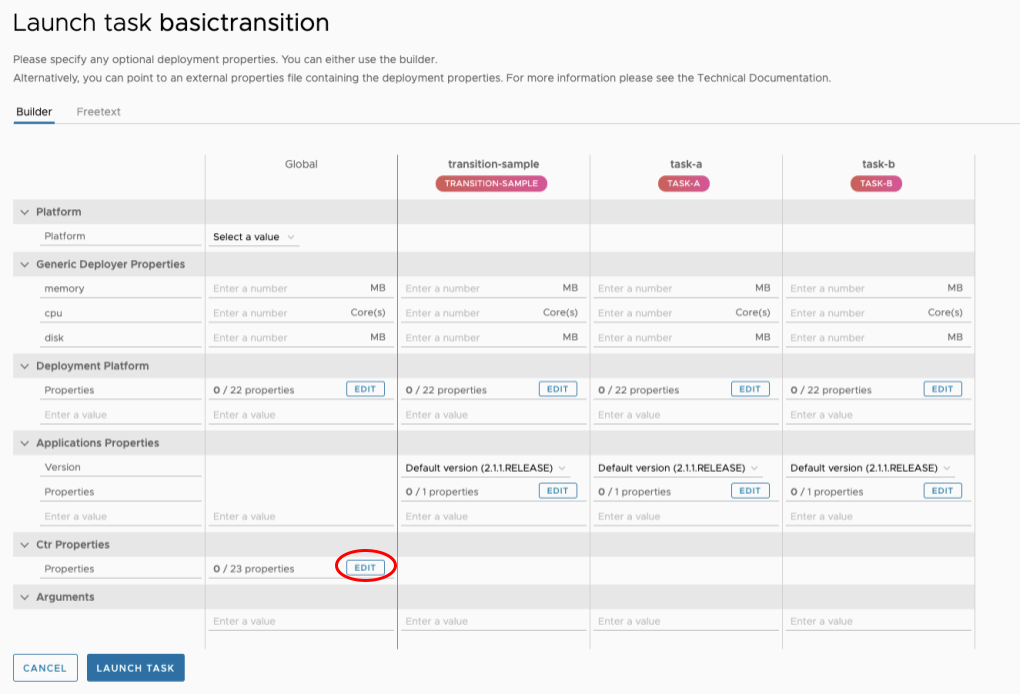 Launch task basictransition
Please specify any optional deployment properties. You can either use the builder.
Alternatively, you can point to an external properties file containing the deployment properties. For more information please see the Technical Documentation.
Builder Freetext
Global transition-sample task-a task-b
TRANSITION-SAMPLE TASK-A TASK-B
Platform
Platform Select a value
Generic Deployer Properties
memory Enter a number MB Enter a number MB Enter a number MB Enter a number MB
cpu Enter a number Core(s) Enter a number Core(s) Enter a number Core(s) Enter a number Core(s)
disk Enter a number MB Enter a number MB Enter a number MB Enter a number MB
Deployment Platform
Properties 0 / 22 properties EDIT 0 / 22 properties EDIT 0 / 22 properties EDIT 0 / 22 properties EDIT
Enter a value Enter a value Enter a value Enter a value Enter a value
Applications Properties
Version Default version (2.1.1.RELEASE) Default version (2.1.1.RELEASE) Default version (2.1.1.RELEASE)
Properties 0 / 1 properties EDIT 0 / 1 properties EDIT 0 / 1 properties EDIT
Enter a value Enter a value Enter a value Enter a value Enter a value
Ctr Properties
Properties 0 / 23 properties EDIT
Arguments
Enter a value Enter a value Enter a value Enter a value
CANCEL LAUNCH TASK